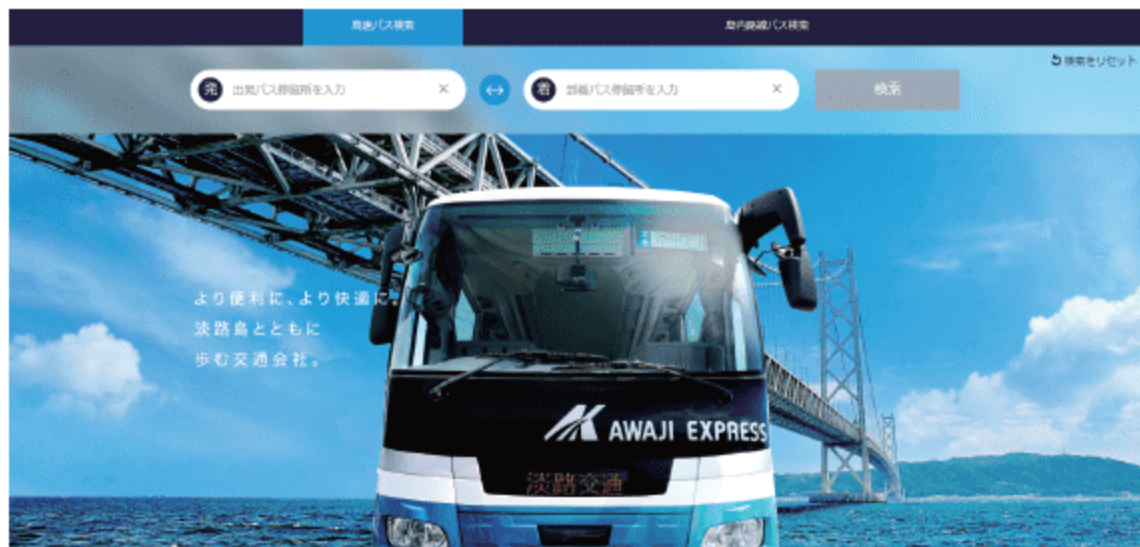 高速バス検索
島内路線バス検索
検索をリセット
発 出発バス停留所を入力 ×
着 到着バス停留所を入力 ×
検索
より便利に、より快適に。
淡路島とともに
歩む交通会社。
AWAJI EXPRESS
淡路交通